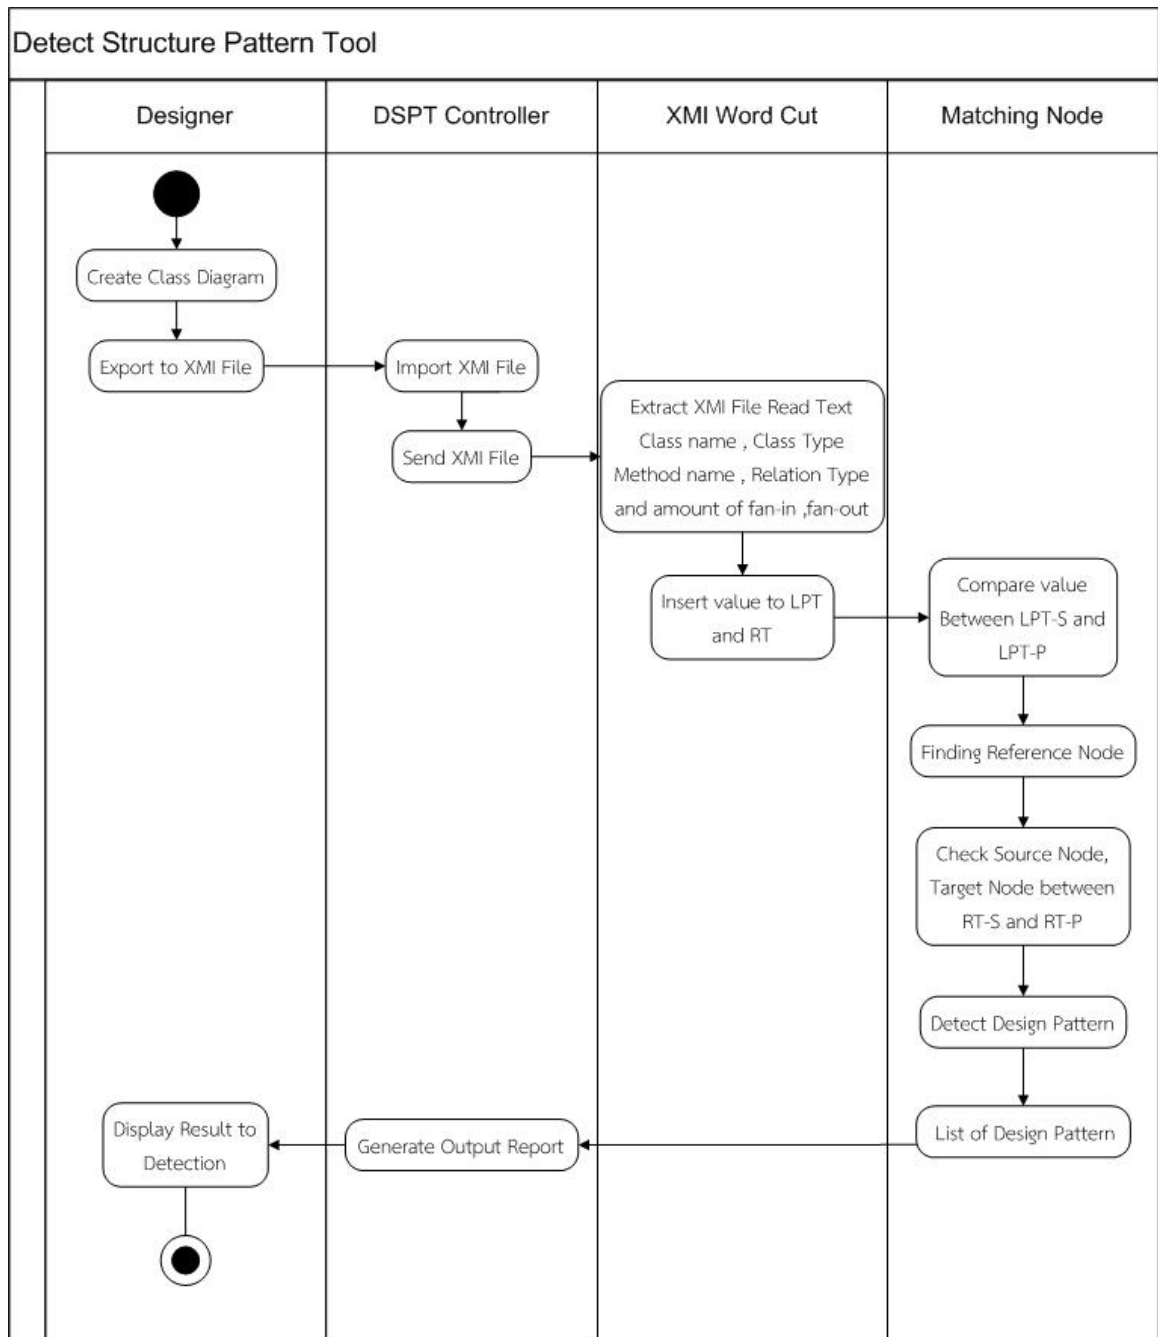 Detect Structure Pattern Tool
Designer
DSPT Controller
XMI Word Cut
Matching Node
Create Class Diagram
Export to XMI File
Import XMI File
Send XMI File
Extract XMI File Read Text
Class name , Class Type
Method name , Relation Type
and amount of fan-in ,fan-out
Insert value to LPT
and RT
Compare value
Between LPT-S and
LPT-P
Finding Reference Node
Check Source Node,
Target Node between
RT-S and RT-P
Detect Design Pattern
List of Design Pattern
Generate Output Report
Display Result to
Detection